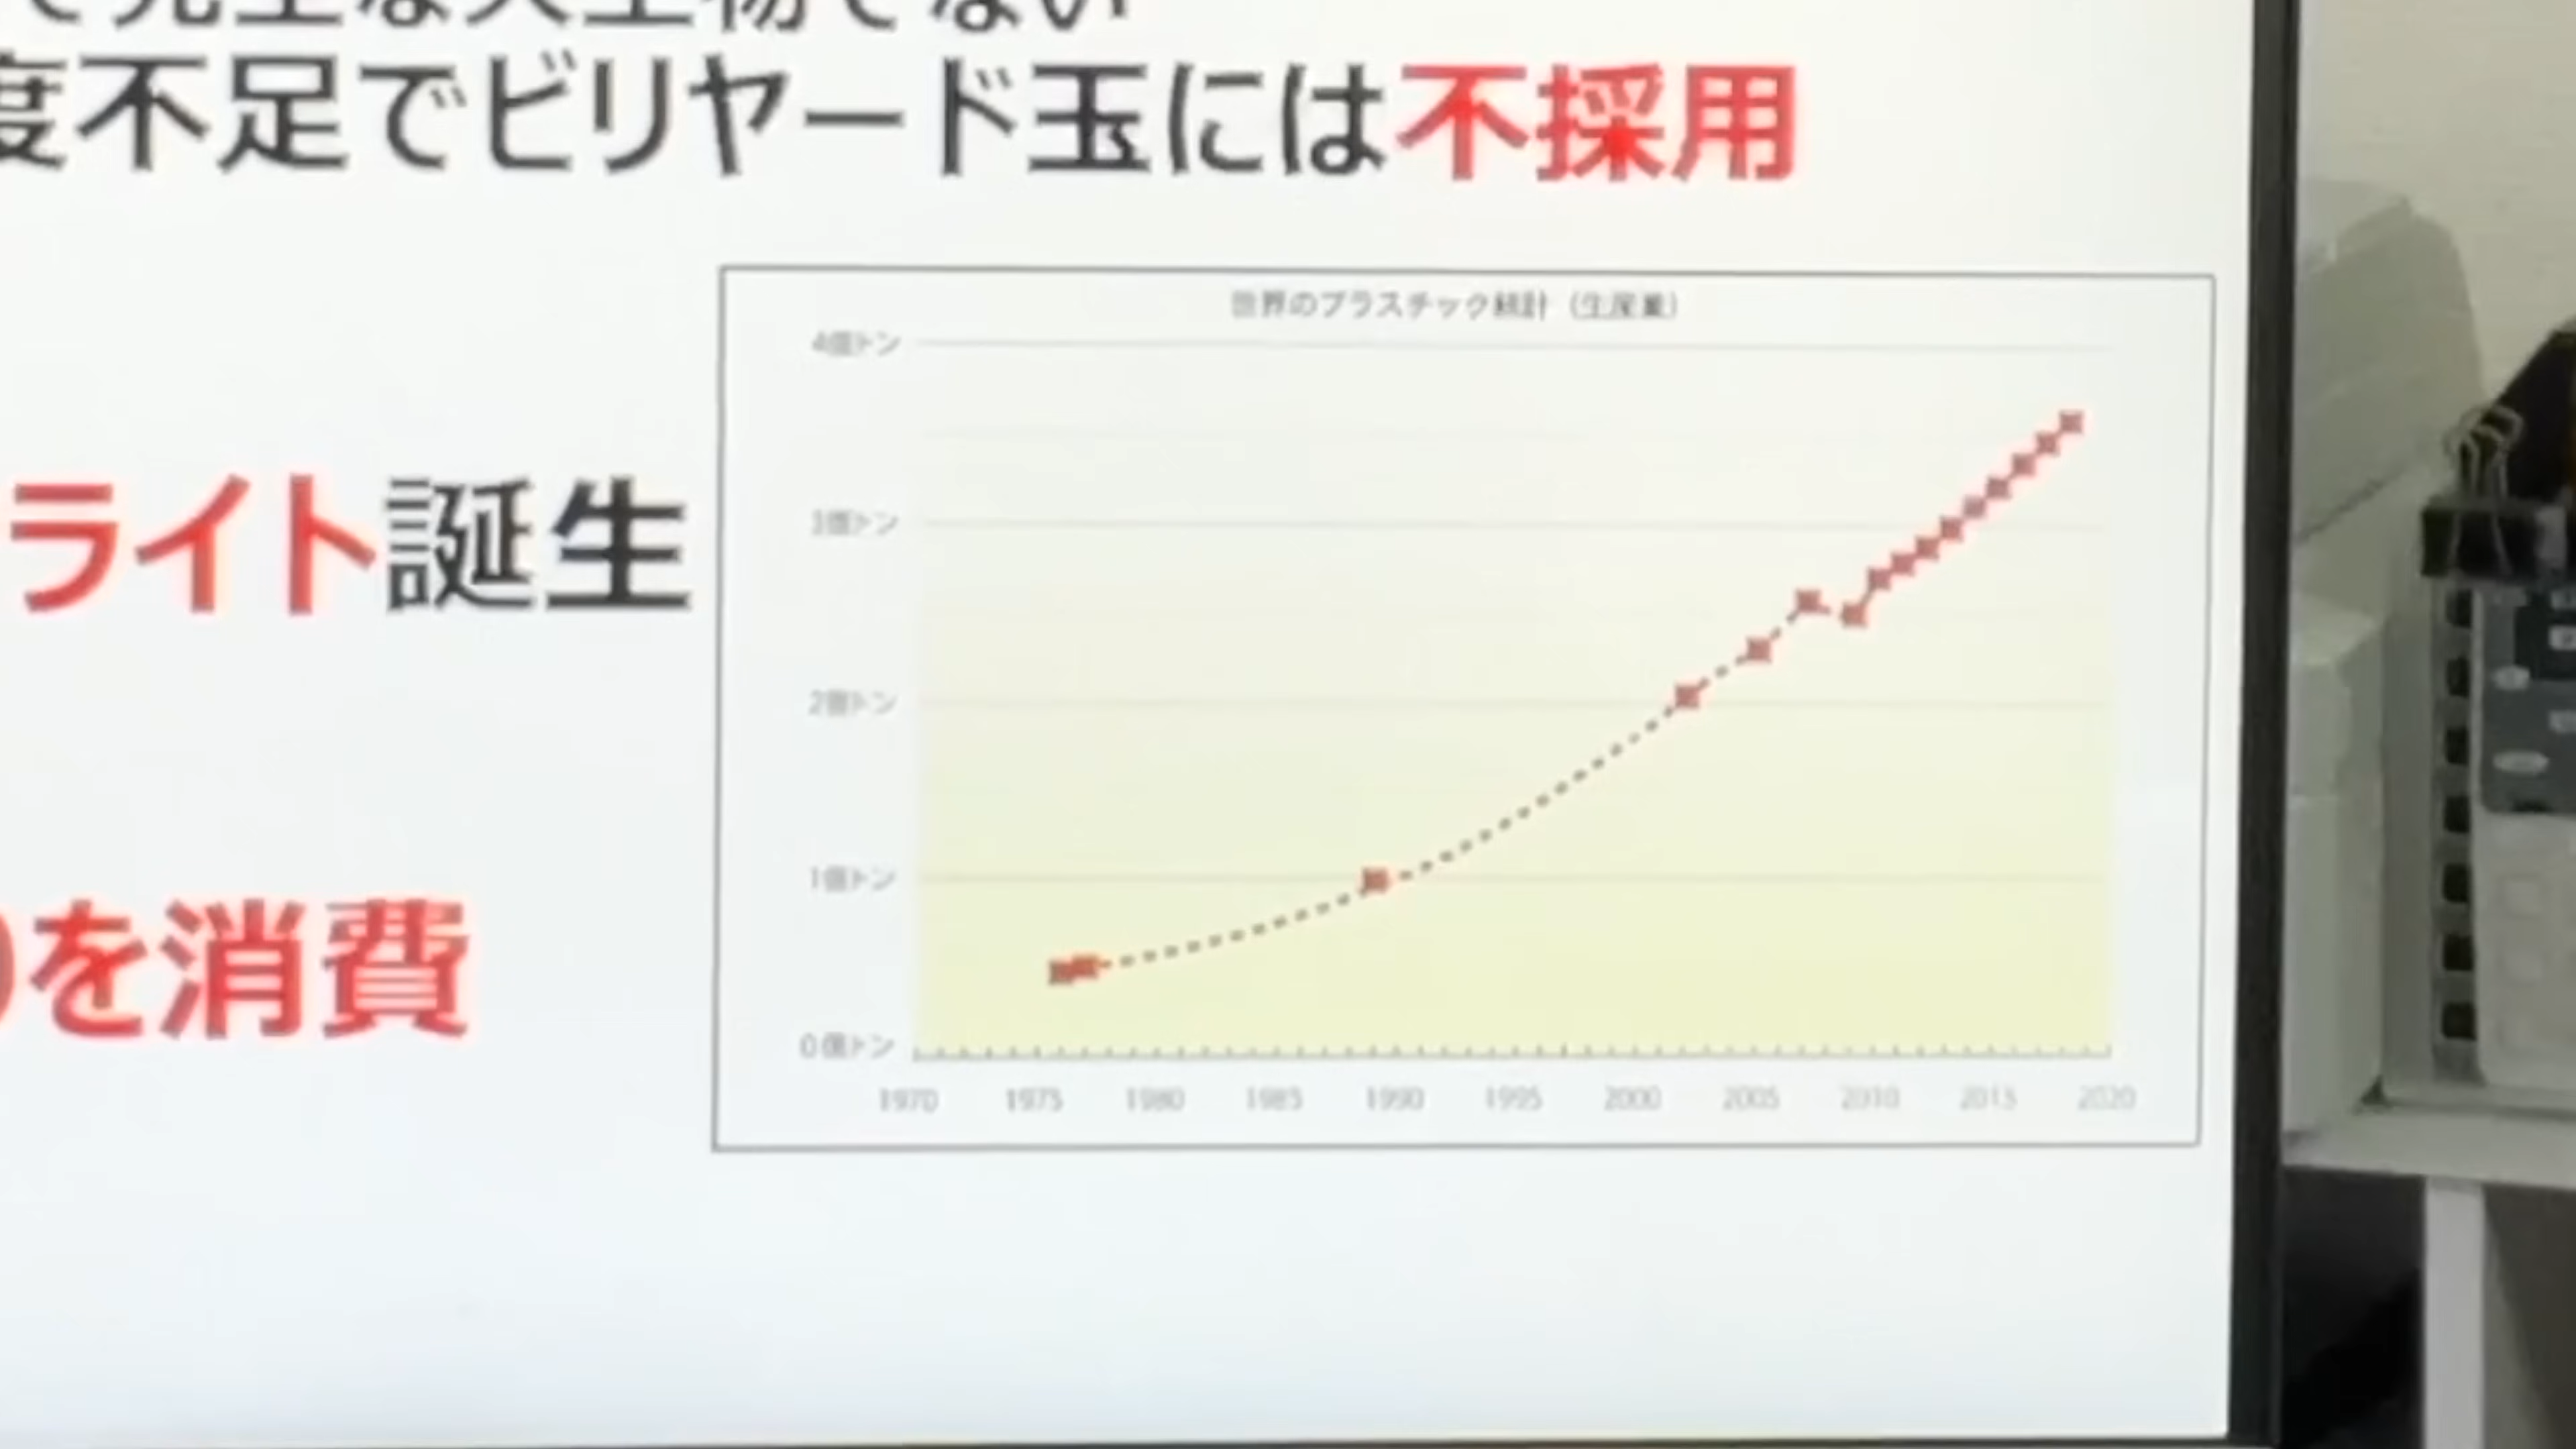 度不足でビリヤード玉には不採用
世界のプラスチック統計（生産量）
4億トン
3億トン
ライト誕生
2億トン
1億トン
)を消費
0億トン
1970 1975 1980 1985 1990 1995 2000 2005 2010 2015 2020